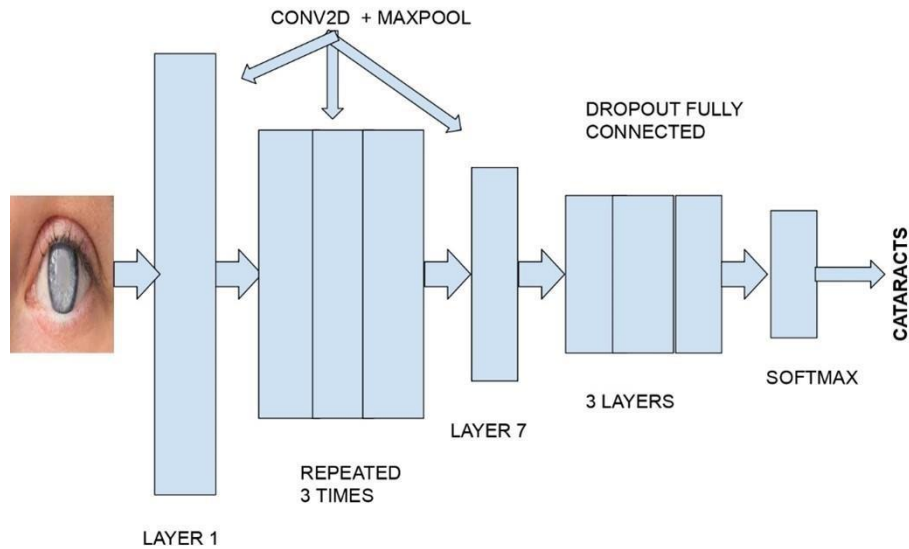 CONV2D + MAXPOOL
DROPOUT FULLY
CONNECTED
CATARACTS
SOFTMAX
3 LAYERS
LAYER 7
REPEATED
3 TIMES
LAYER 1